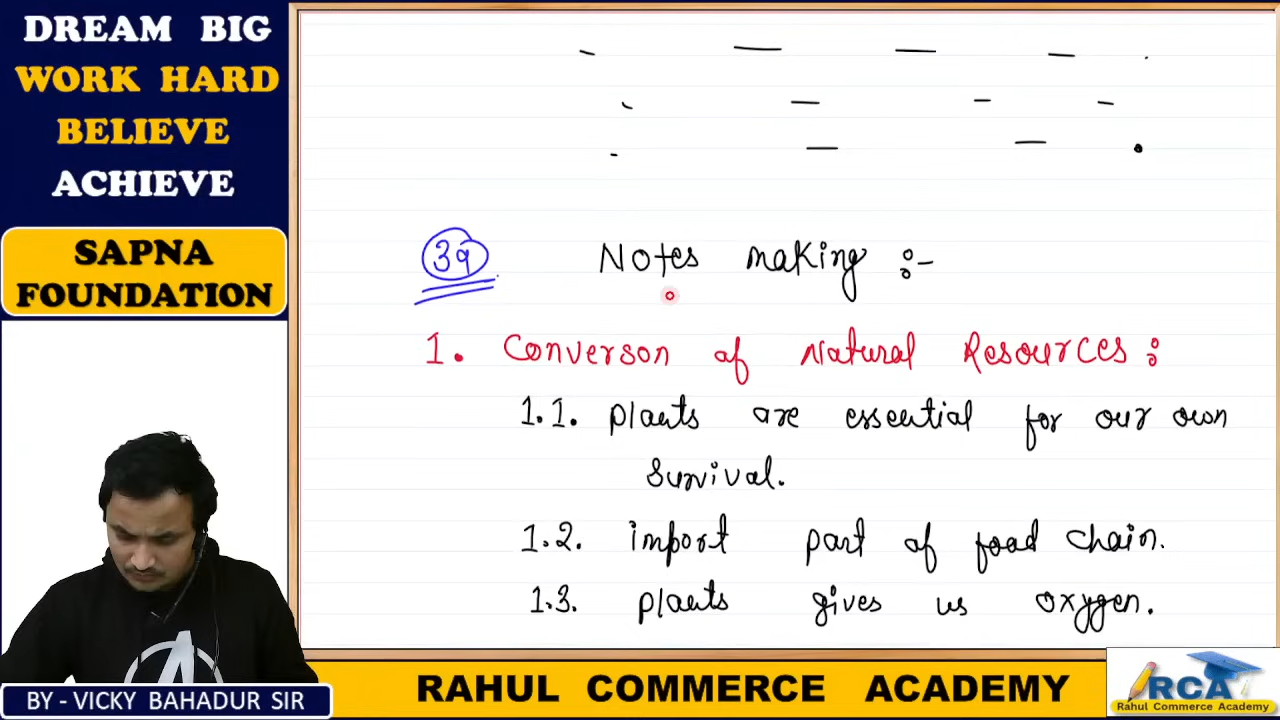 DREAM BIG
WORK HARD
BELIEVE
ACHIEVE
SAPNA
FOUNDATION
39 Notes making :-
1. Converson of Natural Resources :
1.1. plants are essential for our own
survival.
1.2. import part of food chain.
1.3. plants gives us oxygen.
BY - VICKY BAHADUR SIR
RAHUL COMMERCE ACADEMY
RCA
Rahul Commerce Academy